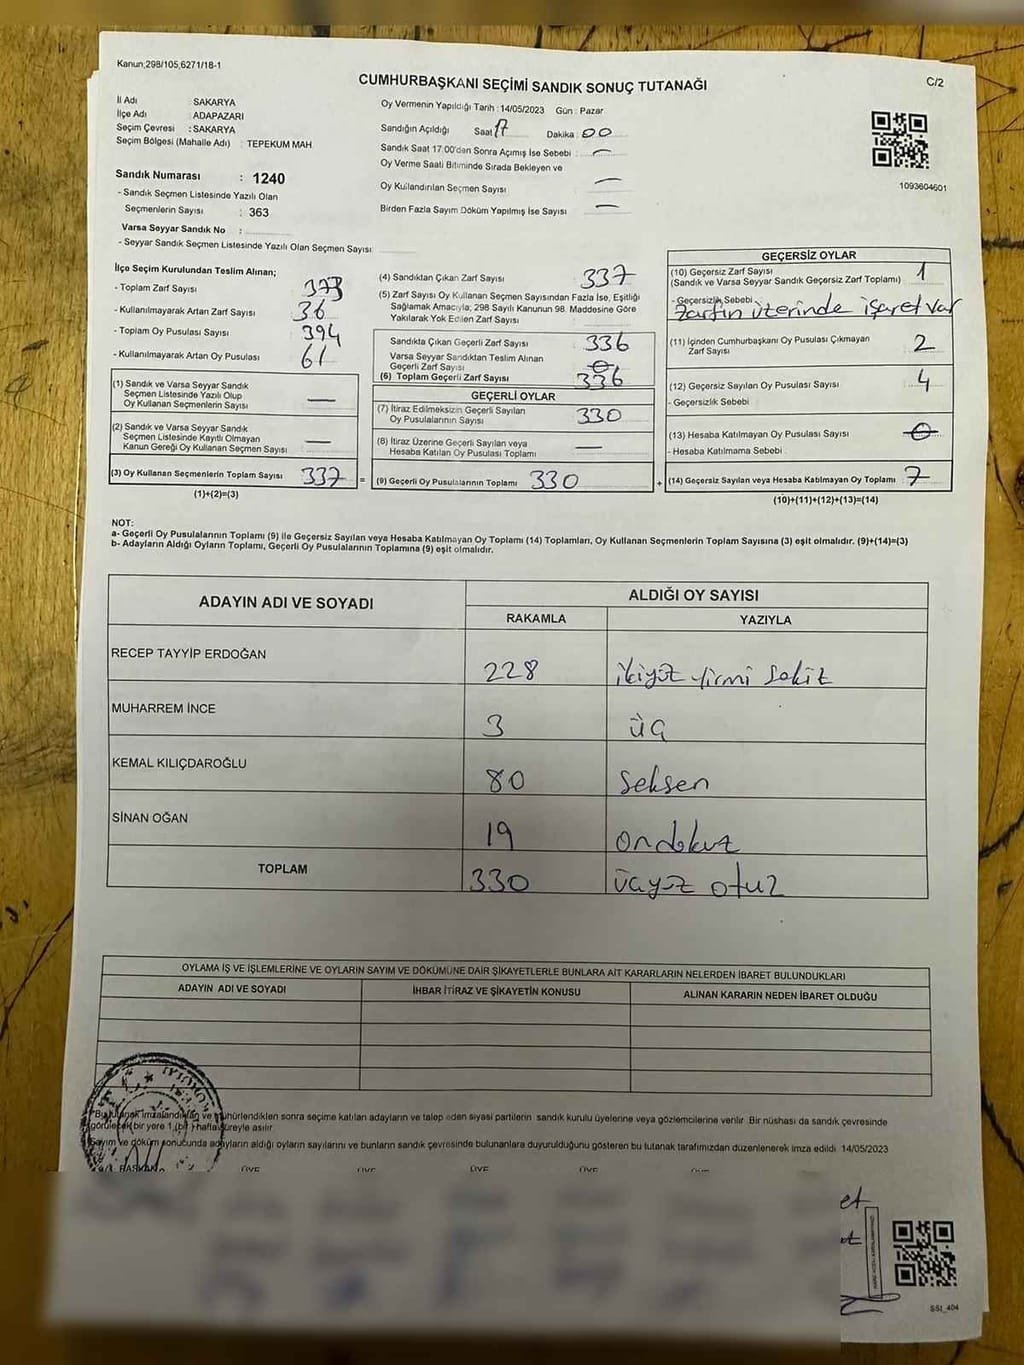 Kanun;298/105,6271/18-1
CUMHURBAŞKANI SEÇİMİ SANDIK SONUÇ TUTANAĞI
C/2
İl Adı : SAKARYA
İlçe Adı : ADAPAZARI
Seçim Çevresi : SAKARYA
Seçim Bölgesi (Mahalle Adı) : TEPEKUM MAH
Sandık Numarası : 1240
- Sandık Seçmen Listesinde Yazılı Olan
Seçmenlerin Sayısı : 363
Varsa Seyyar Sandık No :
- Seyyar Sandık Seçmen Listesinde Yazılı Olan Seçmen Sayısı:
Oy Vermenin Yapıldığı Tarih : 14/05/2023 Gün : Pazar
Sandığın Açıldığı Saat 17 Dakika : 00
Sandık Saat 17:00'den Sonra Açımış İse Sebebi : —
Oy Verme Saati Bitiminde Sırada Bekleyen ve
Oy Kullandırılan Seçmen Sayısı —
Birden Fazla Sayım Döküm Yapılmış İse Sayısı —
1093604601
İlçe Seçim Kurulundan Teslim Alınan;
- Toplam Zarf Sayısı 373
- Kullanılmayarak Artan Zarf Sayısı 36
- Toplam Oy Pusulası Sayısı 394
- Kullanılmayarak Artan Oy Pusulası 61
(1) Sandık ve Varsa Seyyar Sandık
Seçmen Listesinde Yazılı Olup
Oy Kullanan Seçmenlerin Sayısı —
(2) Sandık ve Varsa Seyyar Sandık
Seçmen Listesinde Kayıtlı Olmayan
Kanun Gereği Oy Kullanan Seçmen Sayısı —
(3) Oy Kullanan Seçmenlerin Toplam Sayısı 337 =
(1)+(2)=(3)
(4) Sandıktan Çıkan Zarf Sayısı 337
(5) Zarf Sayısı Oy Kullanan Seçmen Sayısından Fazla İse, Eşitliği
Sağlamak Amacıyla; 298 Sayılı Kanunun 98. Maddesine Göre
Yakılarak Yok Edilen Zarf Sayısı
Sandıkta Çıkan Geçerli Zarf Sayısı 336
Varsa Seyyar Sandıktan Teslim Alınan
Geçerli Zarf Sayısı 0
(6) Toplam Geçerli Zarf Sayısı 336
GEÇERLİ OYLAR
(7) İtiraz Edilmeksizin Geçerli Sayılan
Oy Pusulalarının Sayısı 330
(8) İtiraz Üzerine Geçerli Sayılan veya
Hesaba Katılan Oy Pusulası Toplamı —
(9) Geçerli Oy Pusulalarının Toplamı 330 +
GEÇERSİZ OYLAR
(10) Geçersiz Zarf Sayısı 1
(Sandık ve Varsa Seyyar Sandık Geçersiz Zarf Toplamı)
- Geçersizlik Sebebi
Zarfın üzerinde işaret var
(11) İçinden Cumhurbaşkanı Oy Pusulası Çıkmayan
Zarf Sayısı 2
(12) Geçersiz Sayılan Oy Pusulası Sayısı 4
- Geçersizlik Sebebi
(13) Hesaba Katılmayan Oy Pusulası Sayısı 0
- Hesaba Katılmama Sebebi
(14) Geçersiz Sayılan veya Hesaba Katılmayan Oy Toplamı 7
(10)+(11)+(12)+(13)=(14)
NOT:
a- Geçerli Oy Pusulalarının Toplamı (9) ile Geçersiz Sayılan veya Hesaba Katılmayan Oy Toplamı (14) Toplamları, Oy Kullanan Seçmenlerin Toplam Sayısına (3) eşit olmalıdır. (9)+(14)=(3)
b- Adayların Aldığı Oyların Toplamı, Geçerli Oy Pusulalarının Toplamına (9) eşit olmalıdır.
ADAYIN ADI VE SOYADI
ALDIĞI OY SAYISI
RAKAMLA YAZIYLA
RECEP TAYYİP ERDOĞAN 228 ikiyüz yirmi sekiz
MUHARREM İNCE 3 üç
KEMAL KILIÇDAROĞLU 80 seksen
SİNAN OĞAN 19 ondokuz
TOPLAM 330 üçyüz otuz
OYLAMA İŞ VE İŞLEMLERİNE VE OYLARIN SAYIM VE DÖKÜMÜNE DAİR ŞİKAYETLERLE BUNLARA AİT KARARLARIN NELERDEN İBARET BULUNDUKLARI
ADAYIN ADI VE SOYADI İHBAR İTİRAZ VE ŞİKAYETİN KONUSU ALINAN KARARIN NEDEN İBARET OLDUĞU
*Bu tutanak imzalandıktan ve mühürlendiklen sonra seçime katılan adayların ve talep eden siyasi partilerin sandık kurulu üyelerine veya gözlemcilerine verilir Bir nüshası da sandık çevresinde
görülecek bir yere 1 (bir) hafta süreyle asılır
Sayım ve döküm sonucunda adayların aldığı oyların sayılarını ve bunların sandık çevresinde bulunanlara duyurulduğunu gösteren bu tutanak tarafımızdan düzenlenerek imza edildi 14/05/2023
BAŞKAN ÜYE ÜYE ÜYE ÜYE
SSI_404